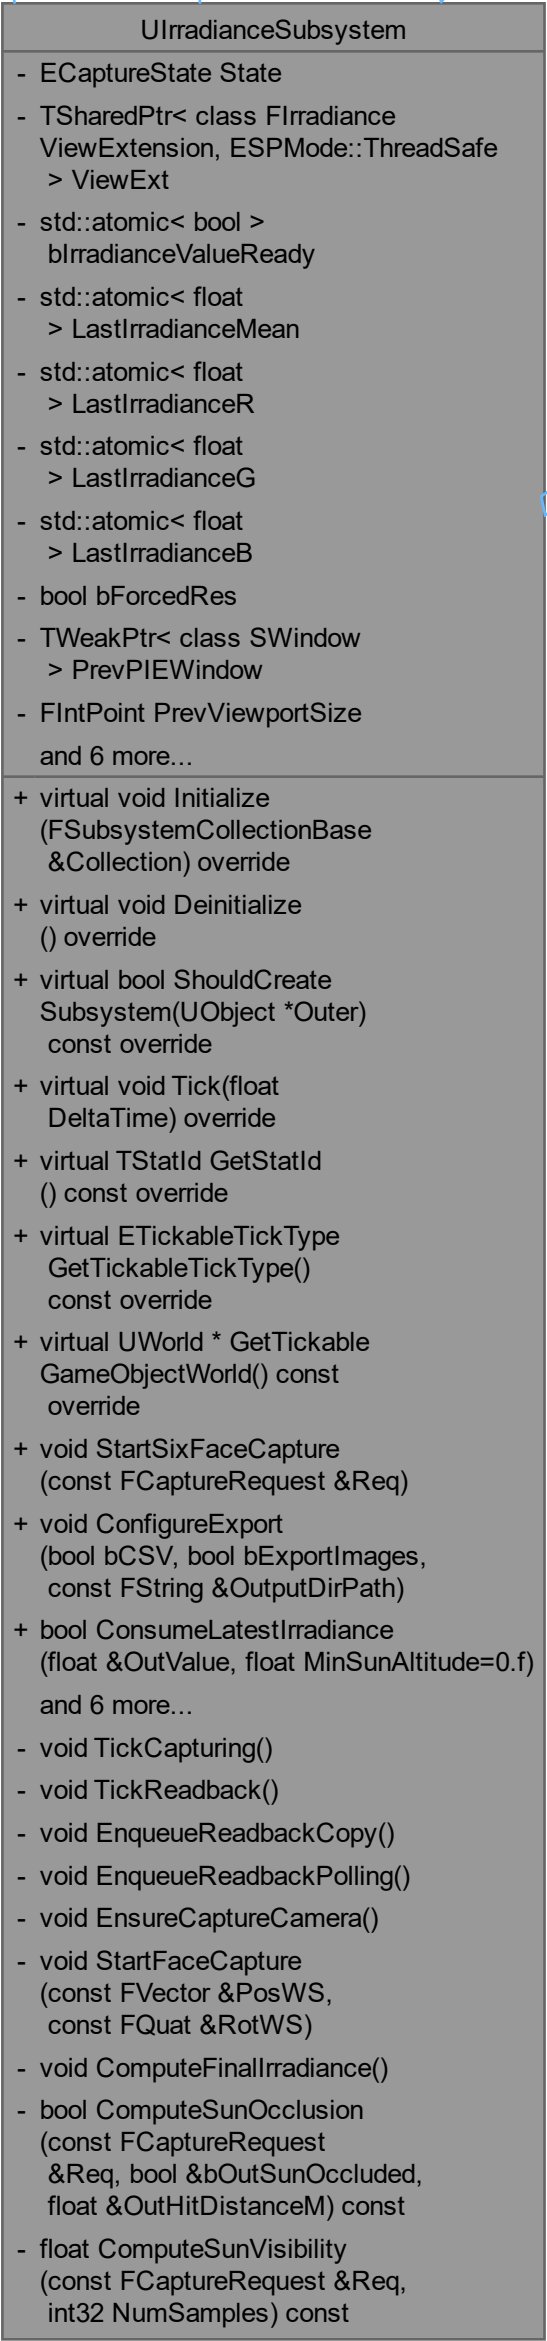 UIrradianceSubsystem
- ECaptureState State
- TSharedPtr< class FIrradiance
ViewExtension, ESPMode::ThreadSafe
> ViewExt
- std::atomic< bool >
bIrradianceValueReady
- std::atomic< float
> LastIrradianceMean
- std::atomic< float
> LastIrradianceR
- std::atomic< float
> LastIrradianceG
- std::atomic< float
> LastIrradianceB
- bool bForcedRes
- TWeakPtr< class SWindow
> PrevPIEWindow
- FIntPoint PrevViewportSize
and 6 more...
+ virtual void Initialize
(FSubsystemCollectionBase
&Collection) override
+ virtual void Deinitialize
() override
+ virtual bool ShouldCreate
Subsystem(UObject *Outer)
const override
+ virtual void Tick(float
DeltaTime) override
+ virtual TStatId GetStatId
() const override
+ virtual ETickableTickType
GetTickableTickType()
const override
+ virtual UWorld * GetTickable
GameObjectWorld() const
override
+ void StartSixFaceCapture
(const FCaptureRequest &Req)
+ void ConfigureExport
(bool bCSV, bool bExportImages,
const FString &OutputDirPath)
+ bool ConsumeLatestIrradiance
(float &OutValue, float MinSunAltitude=0.f)
and 6 more...
- void TickCapturing()
- void TickReadback()
- void EnqueueReadbackCopy()
- void EnqueueReadbackPolling()
- void EnsureCaptureCamera()
- void StartFaceCapture
(const FVector &PosWS,
const FQuat &RotWS)
- void ComputeFinalIrradiance()
- bool ComputeSunOcclusion
(const FCaptureRequest
&Req, bool &bOutSunOccluded,
float &OutHitDistanceM) const
- float ComputeSunVisibility
(const FCaptureRequest &Req,
int32 NumSamples) const